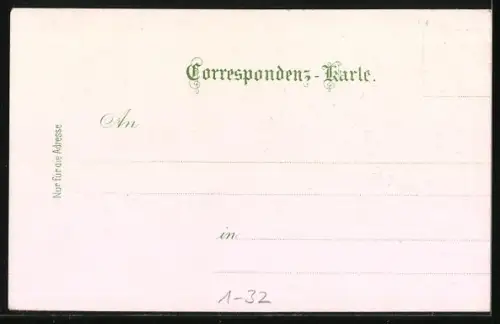 Correspondenz-Karte.
An
Nur für die Adresse
in
1-32